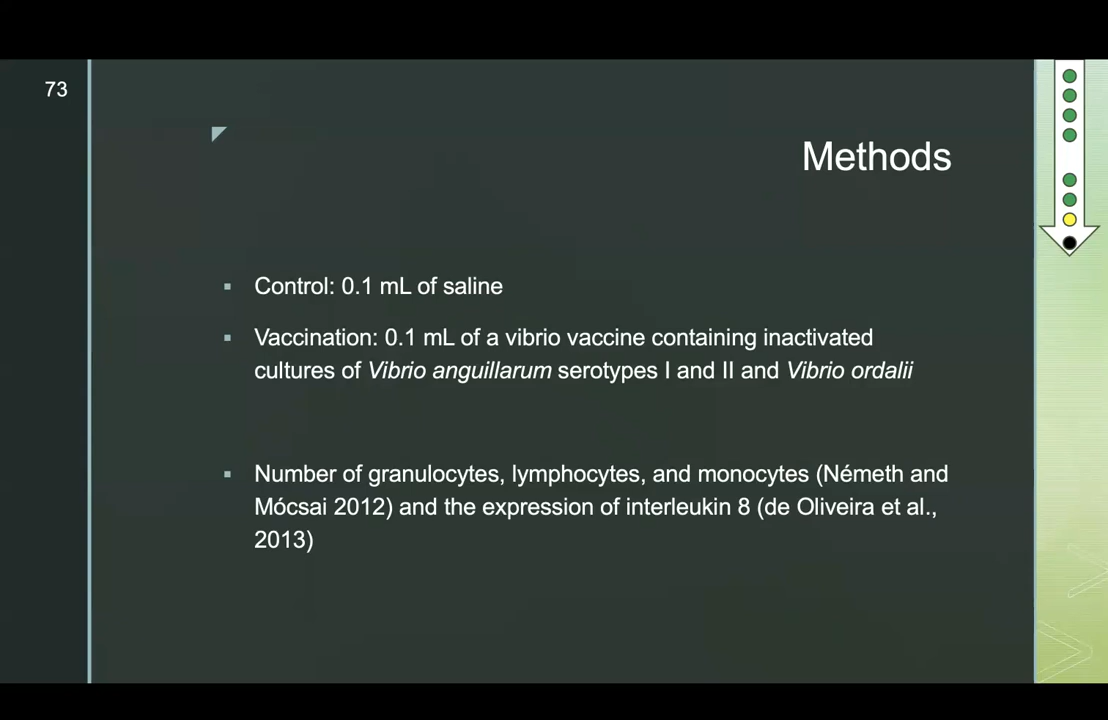 73
Methods
▪ Control: 0.1 mL of saline
▪ Vaccination: 0.1 mL of a vibrio vaccine containing inactivated
cultures of Vibrio anguillarum serotypes I and II and Vibrio ordalii
▪ Number of granulocytes, lymphocytes, and monocytes (Németh and
Mócsai 2012) and the expression of interleukin 8 (de Oliveira et al.,
2013)